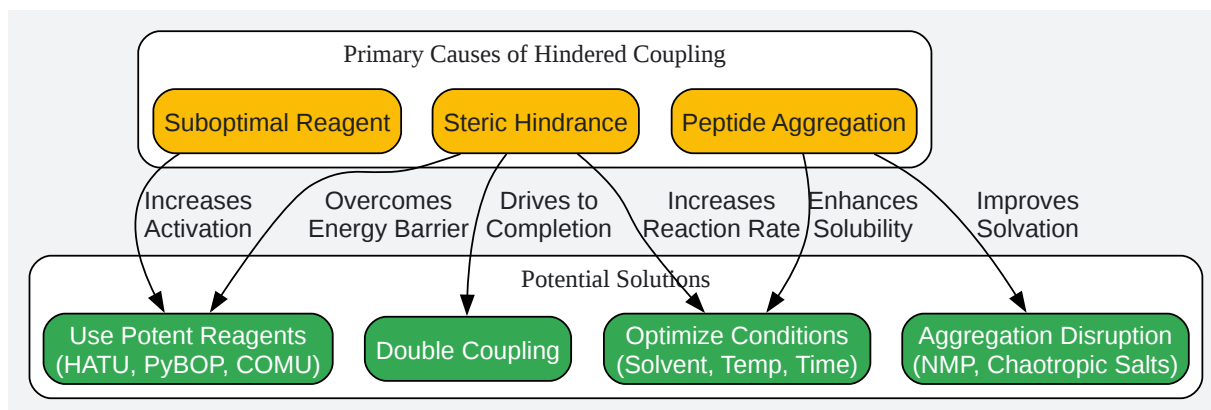 Primary Causes of Hindered Coupling
Suboptimal Reagent
Steric Hindrance
Peptide Aggregation
Increases
Activation
Overcomes
Energy Barrier
Drives to
Completion
Increases
Reaction Rate
Enhances
Solubility
Improves
Solvation
Potential Solutions
Use Potent Reagents
(HATU, PyBOP, COMU)
Double Coupling
Optimize Conditions
(Solvent, Temp, Time)
Aggregation Disruption
(NMP, Chaotropic Salts)